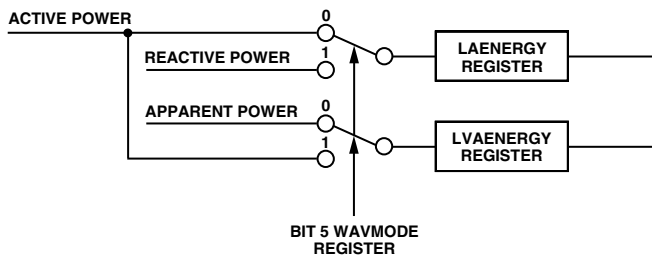 ACTIVE POWER
0
REACTIVE POWER
1
LAENERGY
REGISTER
APPARENT POWER
0
1
LVAENERGY
REGISTER
BIT 5 WAVMODE
REGISTER